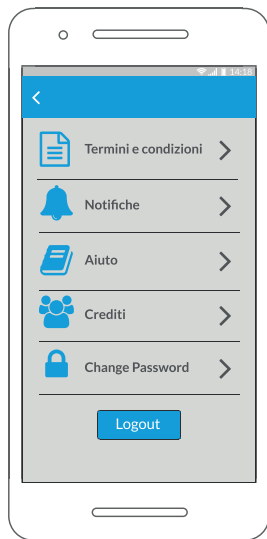 14:18
Termini e condizioni
Notifiche
Aiuto
Crediti
Change Password
Logout